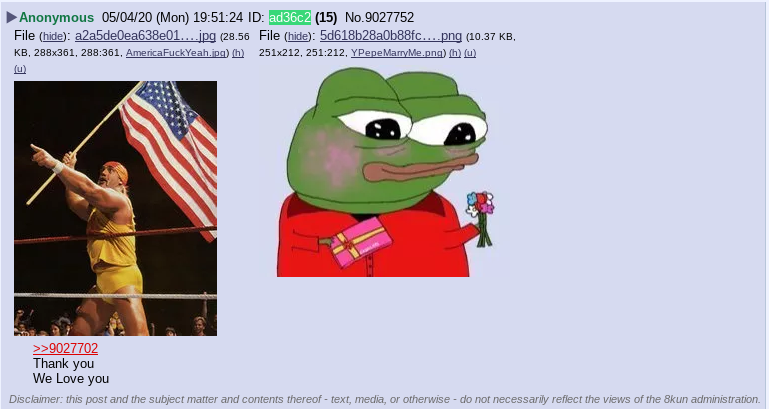 Anonymous 05/04/20 (Mon) 19:51:24 ID: ad36c2 (15) No.9027752
File (hide): a2a5de0ea638e01….jpg (28.56 KB, 288x361, 288:361, AmericaFuckYeah.jpg) (h) (u)
File (hide): 5d618b28a0b88fc….png (10.37 KB, 251x212, 251:212, YPepeMarryMe.png) (h) (u)
>>9027702
Thank you
We Love you
Disclaimer: this post and the subject matter and contents thereof - text, media, or otherwise - do not necessarily reflect the views of the 8kun administration.